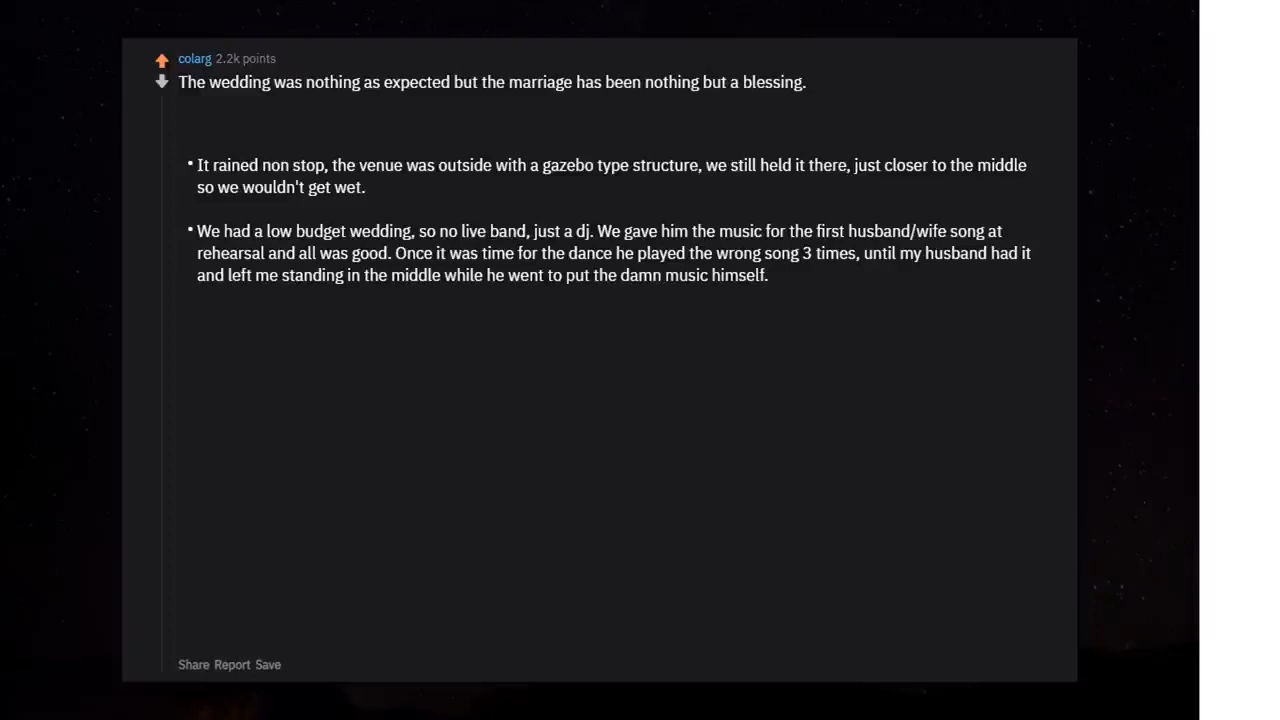 colarg 2.2k points
The wedding was nothing as expected but the marriage has been nothing but a blessing.
• It rained non stop, the venue was outside with a gazebo type structure, we still held it there, just closer to the middle
so we wouldn't get wet.
• We had a low budget wedding, so no live band, just a dj. We gave him the music for the first husband/wife song at
rehearsal and all was good. Once it was time for the dance he played the wrong song 3 times, until my husband had it
and left me standing in the middle while he went to put the damn music himself.
Share Report Save